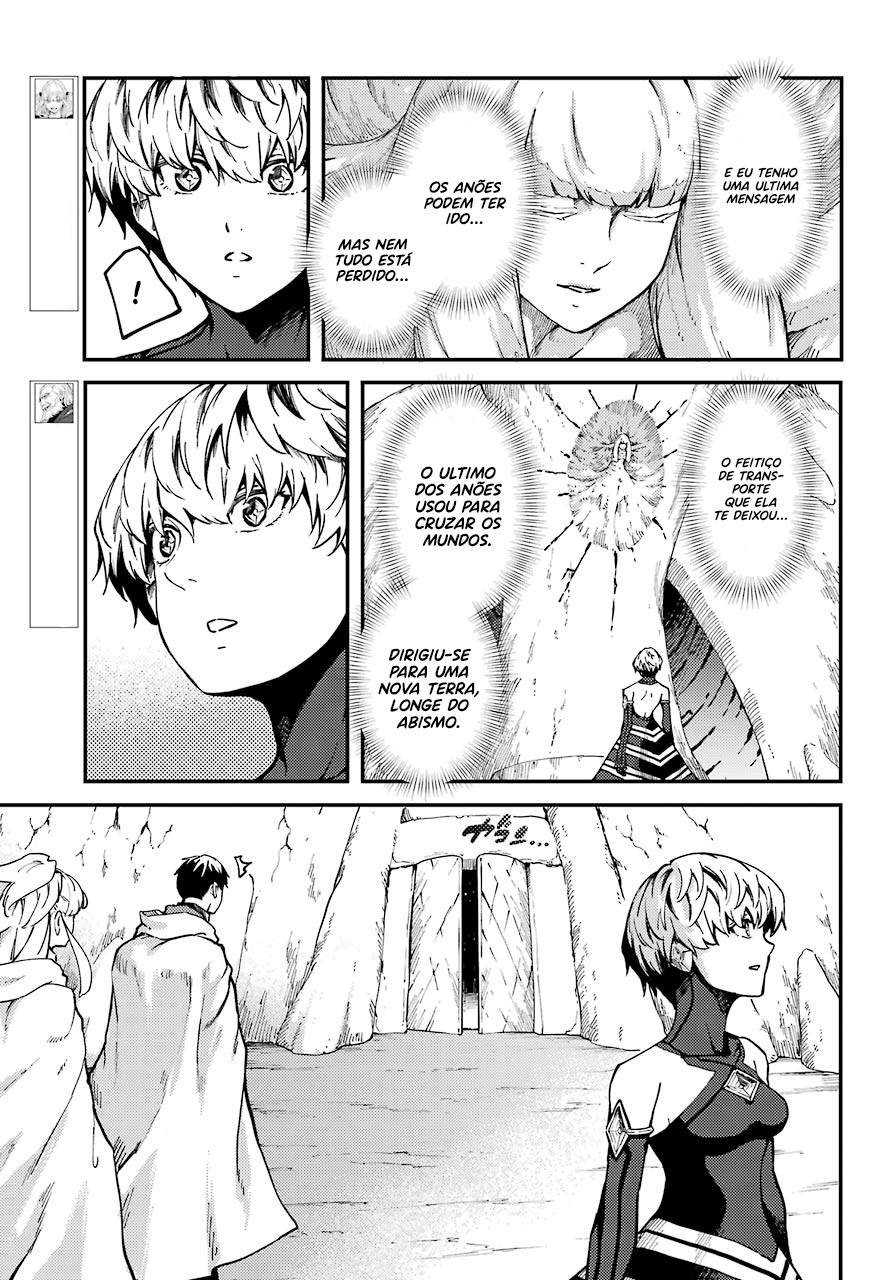 E EU TENHO
UMA ULTIMA
MENSAGEM
OS ANÕES
PODEM TER
IDO...
MAS NEM
TUDO ESTÁ
PERDIDO...
!
O FEITIÇO
DE TRANS-
PORTE
QUE ELA
TE DEIXOU...
O ULTIMO
DOS ANÕES
USOU PARA
CRUZAR OS
MUNDOS.
DIRIGIU-SE
PARA UMA
NOVA TERRA,
LONGE DO
ABISMO.